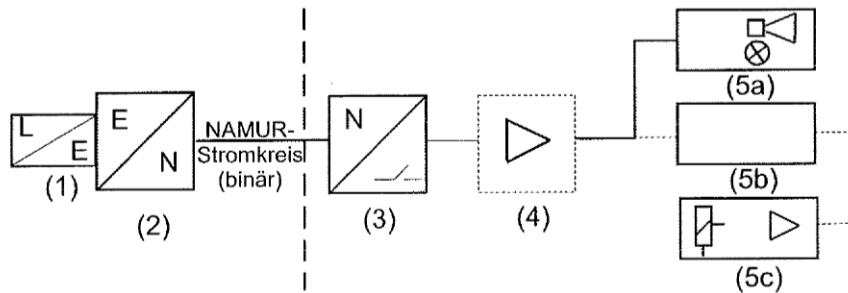 L
E
(1)
E
N
(2)
NAMUR-
Stromkreis
(binär)
N
(3)
(4)
(5a)
(5b)
(5c)